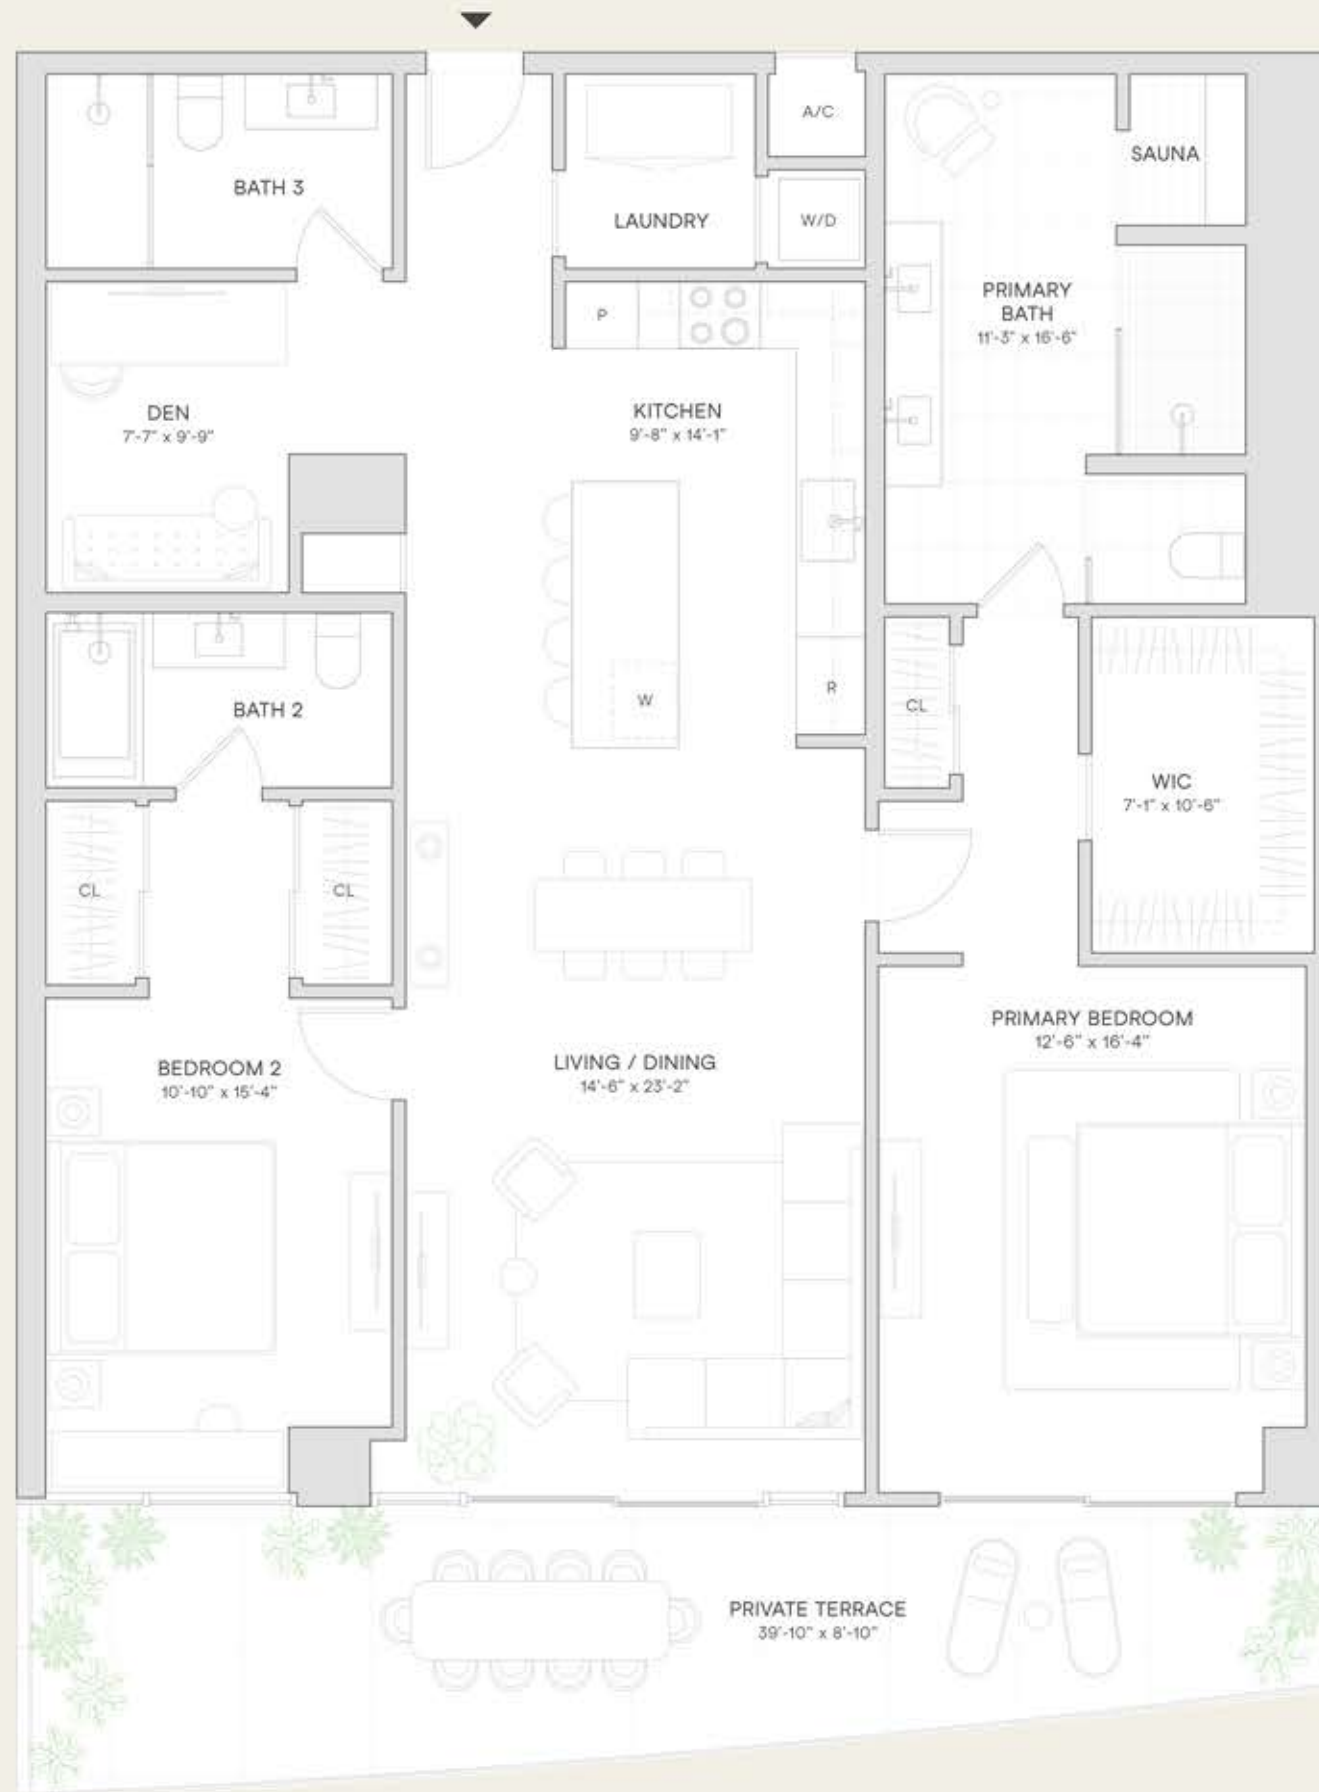 A/C
SAUNA
BATH 3
LAUNDRY
W/D
PRIMARY
BATH
11'-3" x 16'-6"
P
DEN
7'-7" x 9'-9"
KITCHEN
9'-8" x 14'-1"
W
R
CL
BATH 2
WIC
7'-1" x 10'-6"
CL
CL
PRIMARY BEDROOM
12'-6" x 16'-4"
BEDROOM 2
10'-10" x 15'-4"
LIVING / DINING
14'-6" x 23'-2"
PRIVATE TERRACE
39'-10" x 8'-10"